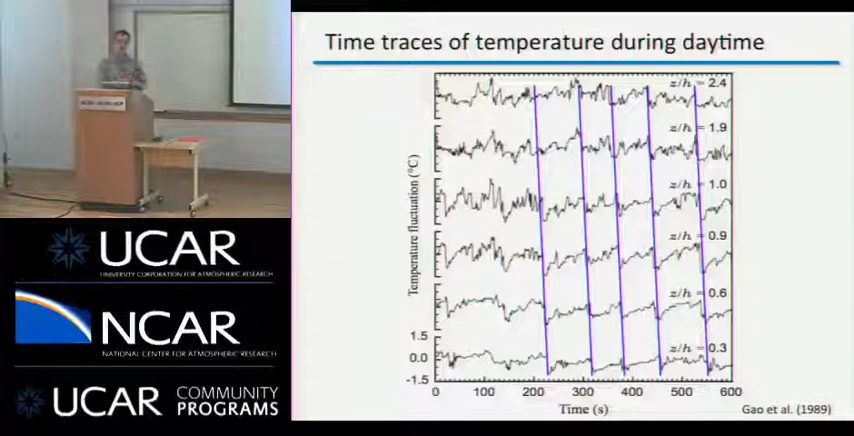 Time traces of temperature during daytime
z/h = 2.4
z/h = 1.9
z/h = 1.0
z/h = 0.9
z/h = 0.6
z/h = 0.3
Temperature fluctuation (°C)
1.5
0.0
-1.5
0 100 200 300 400 500 600
Time (s)
Gao et al. (1989)
UCAR
UNIVERSITY CORPORATION FOR ATMOSPHERIC RESEARCH
NCAR
NATIONAL CENTER FOR ATMOSPHERIC RESEARCH
UCAR COMMUNITY
PROGRAMS